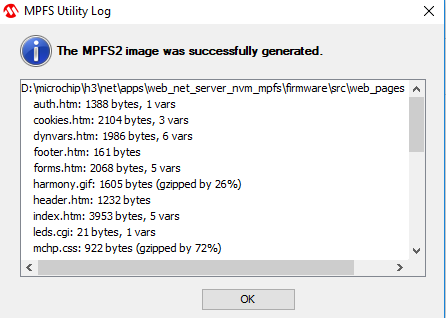 MPFS Utility Log
The MPFS2 image was successfully generated.
D:\microchip\h3\net\apps\web_net_server_nvm_mpfs\firmware\src\web_pages
auth.htm: 1388 bytes, 1 vars
cookies.htm: 2104 bytes, 3 vars
dynvars.htm: 1986 bytes, 6 vars
footer.htm: 161 bytes
forms.htm: 2068 bytes, 5 vars
harmony.gif: 1605 bytes (gzipped by 26%)
header.htm: 1232 bytes
index.htm: 3953 bytes, 5 vars
leds.cgi: 21 bytes, 1 vars
mchp.css: 922 bytes (gzipped by 72%)
OK